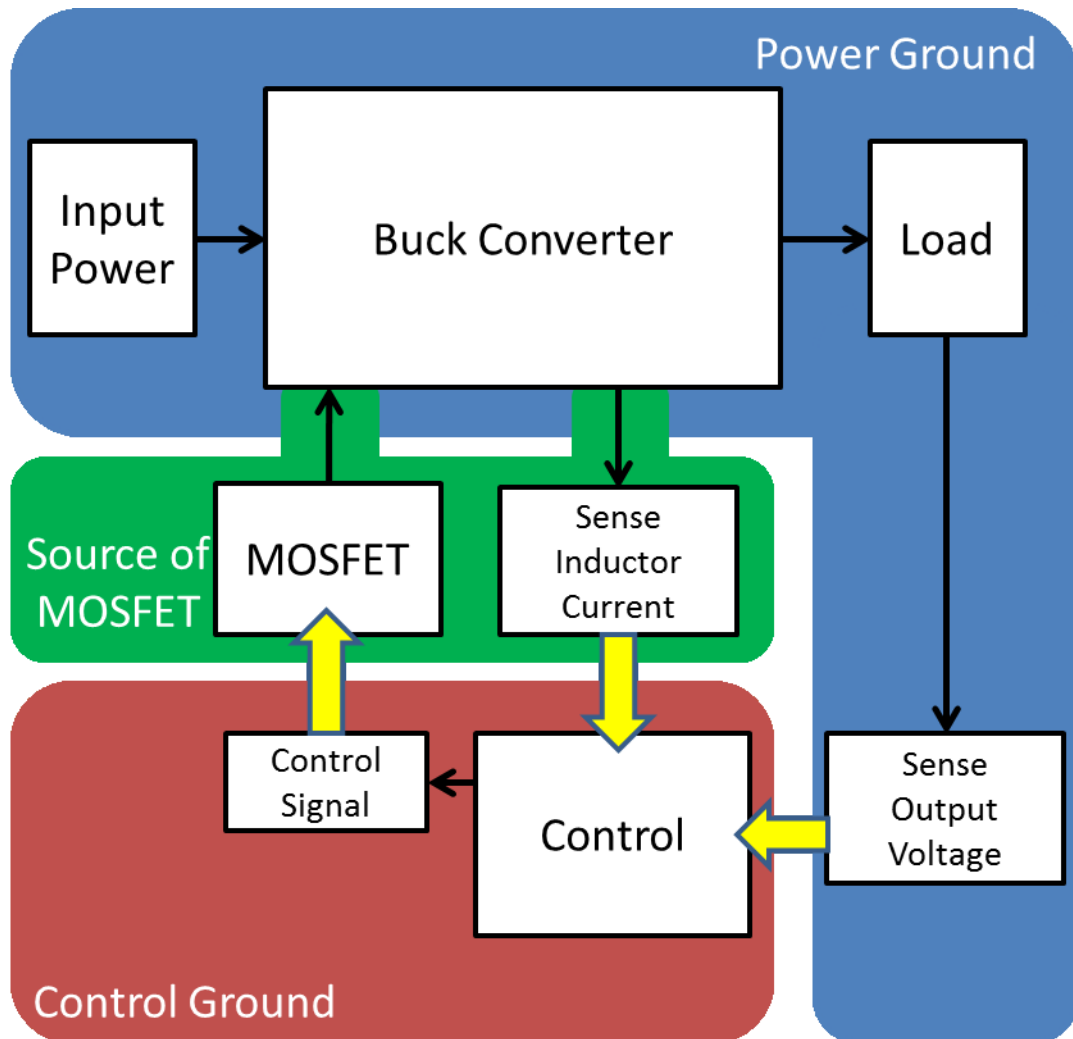 Power Ground
Input
Power
Buck Converter
Load
Source of
MOSFET
MOSFET
Sense
Inductor
Current
Control
Signal
Control
Sense
Output
Voltage
Control Ground